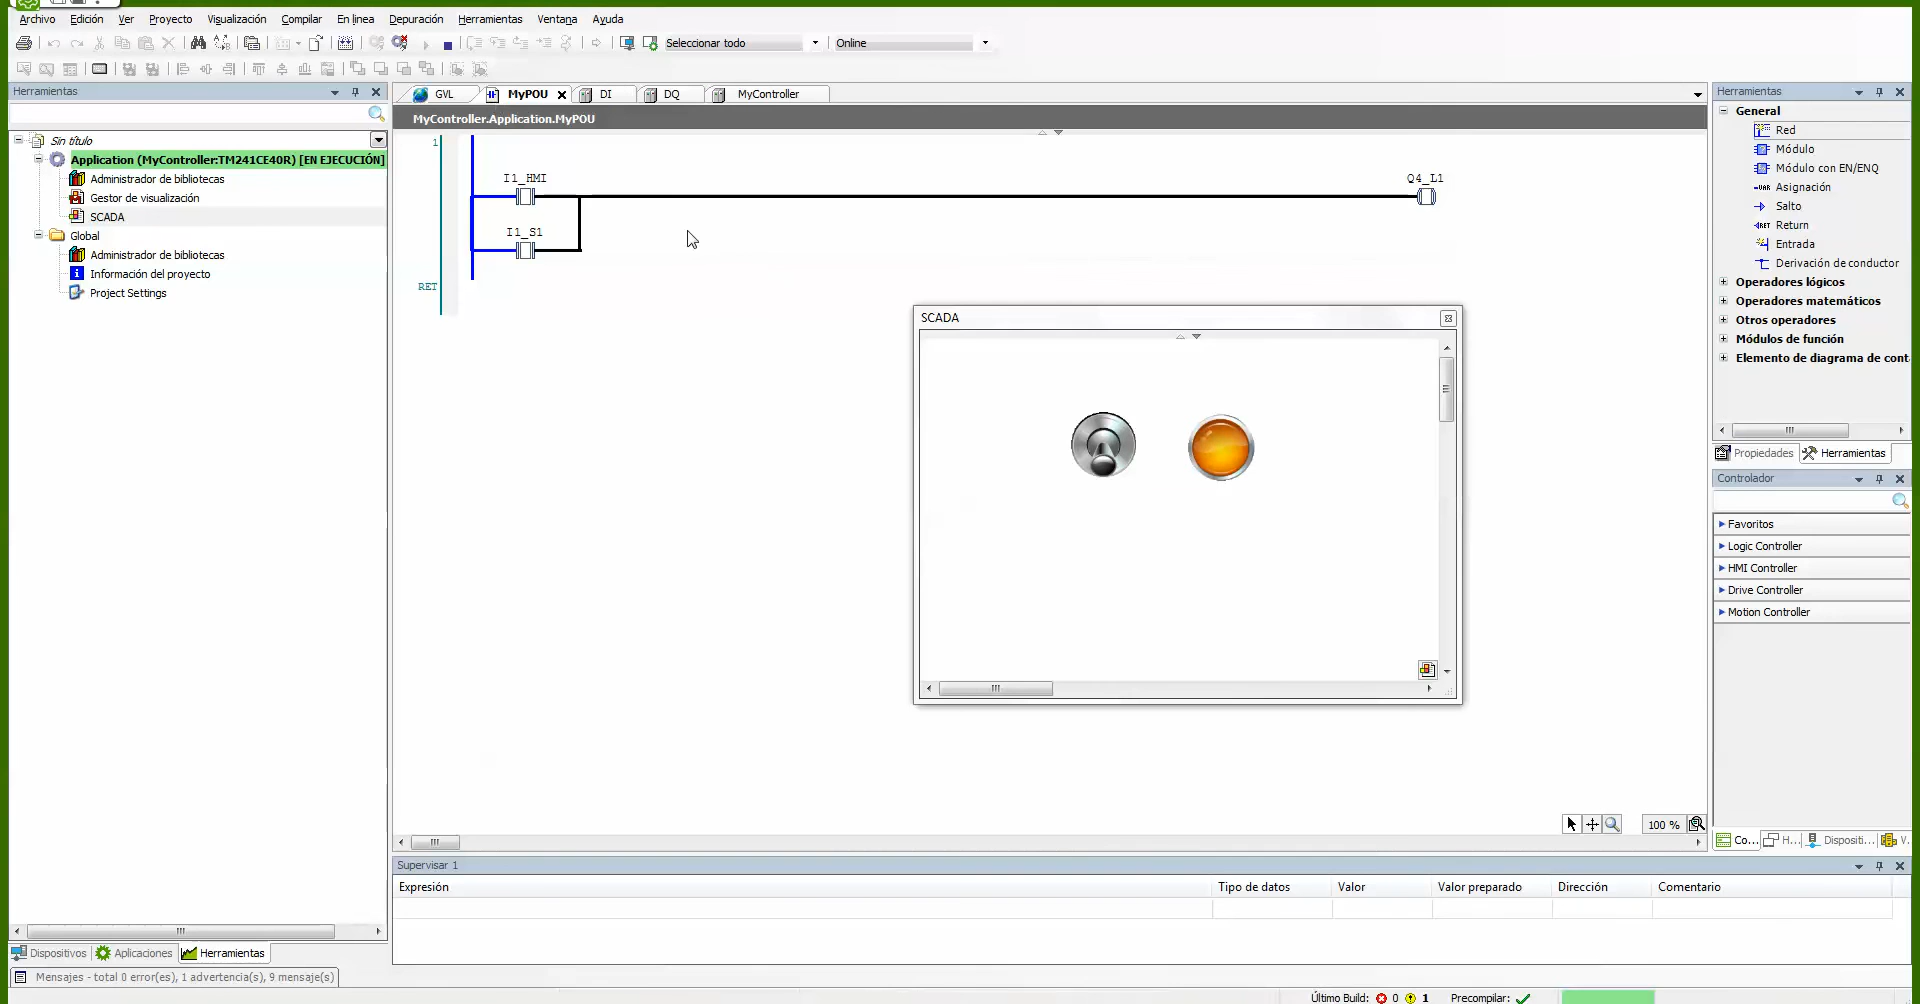 Archivo Edición Ver Proyecto Visualización Compilar En línea Depuración Herramientas Ventana Ayuda
Seleccionar todo Online
Herramientas
Sin título
Application (MyController:TM241CE40R) [EN EJECUCIÓN]
Administrador de bibliotecas
Gestor de visualización
SCADA
Global
Administrador de bibliotecas
Información del proyecto
Project Settings
Dispositivos Aplicaciones Herramientas
Mensajes - total 0 error(es), 1 advertencia(s), 9 mensaje(s)
GVL MyPOU DI DQ MyController
MyController.Application.MyPOU
1
I1_HMI Q4_L1
I1_S1
RET
SCADA
100 %
Supervisar 1
Expresión Tipo de datos Valor Valor preparado Dirección Comentario
Herramientas
General
Red
Módulo
Módulo con EN/ENQ
VAR Asignación
Salto
RET Return
Entrada
Derivación de conductor
Operadores lógicos
Operadores matemáticos
Otros operadores
Módulos de función
Elemento de diagrama de cont
Propiedades Herramientas
Controlador
Favoritos
Logic Controller
HMI Controller
Drive Controller
Motion Controller
Co... H... Dispositi... V.
Último Build: 0 1 Precompilar: